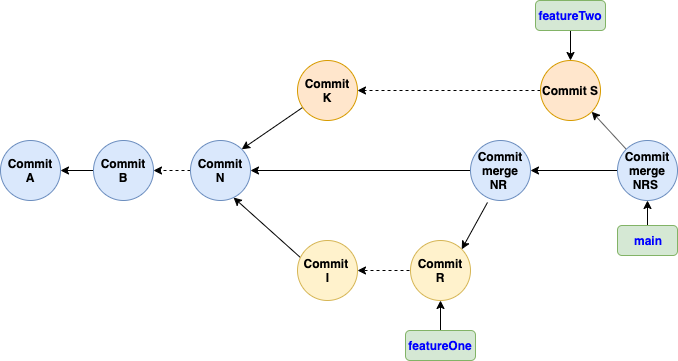 featureTwo
Commit
K
Commit S
Commit
A
Commit
B
Commit
N
Commit
merge
NR
Commit
merge
NRS
main
Commit
I
Commit
R
featureOne